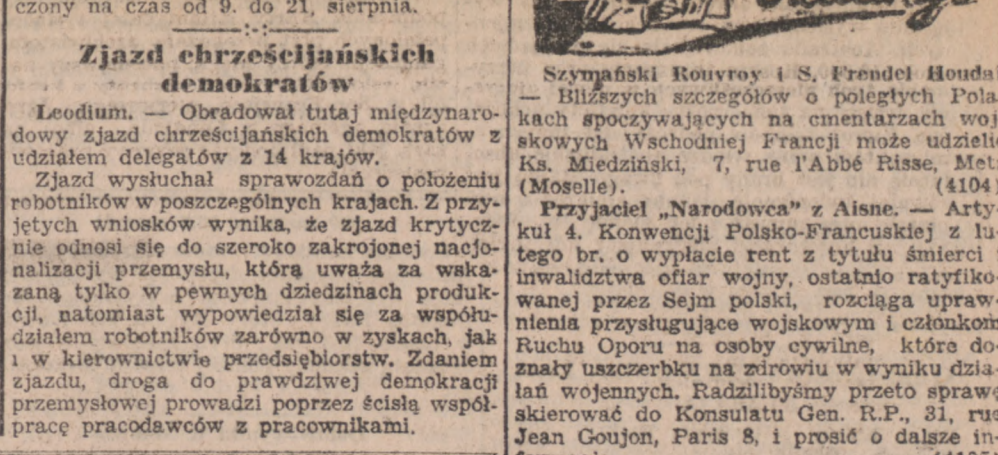 czony na czas od 9. do 21. sierpnia.
Zjazd chrześcijańskich
demokratów
Leodium. — Obradował tutaj międzynaro-
dowy zjazd chrześcijańskich demokratów z
udziałem delegatów z 14 krajów.
Zjazd wysłuchał sprawozdań o położeniu
robotników w poszczególnych krajach. Z przy-
jętych wniosków wynika, że zjazd krytycz-
nie odnosi się do szeroko zakrojonej nacjo-
nalizacji przemysłu, którą uważa za wska-
zaną tylko w pewnych dziedzinach produk-
cji, natomiast wypowiedział się za współu-
działem robotników zarówno w zyskach, jak
i w kierownictwie przedsiębiorstw. Zdaniem
zjazdu, droga do prawdziwej demokracji
przemysłowej prowadzi poprzez ścisłą współ-
pracę pracodawców z pracownikami.
Szymański Rouvroy i S. Frendel Houda
— Bliższych szczegółów o poległych Pola
kach spoczywających na cmentarzach woj
skowych Wschodniej Francji może udzieli
Ks. Miedziński, 7, rue l'Abbé Risse, Met
(Moselle). (4104)
Przyjaciel „Narodowca” z Aisne. — Arty-
kuł 4. Konwencji Polsko-Francuskiej z lu-
tego br. o wypłacie rent z tytułu śmierci
inwalidztwa ofiar wojny, ostatnio ratyfiko
wanej przez Sejm polski, rozciąga upraw
nienia przysługujące wojskowym i członkom
Ruchu Oporu na osoby cywilne, które do-
znały uszczerbku na zdrowiu w wyniku dzia-
łań wojennych. Radzilibyśmy przeto spraw
skierować do Konsulatu Gen. R.P., 31, rue
Jean Goujon, Paris 8, i prosić o dalsze in-